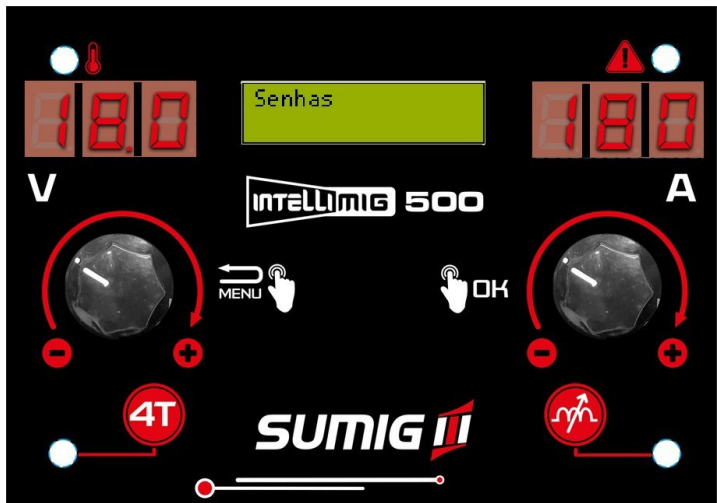 Senhas
18.0
180
V
A
INTELLIMIG 500
MENU
OK
4T
SUMIG